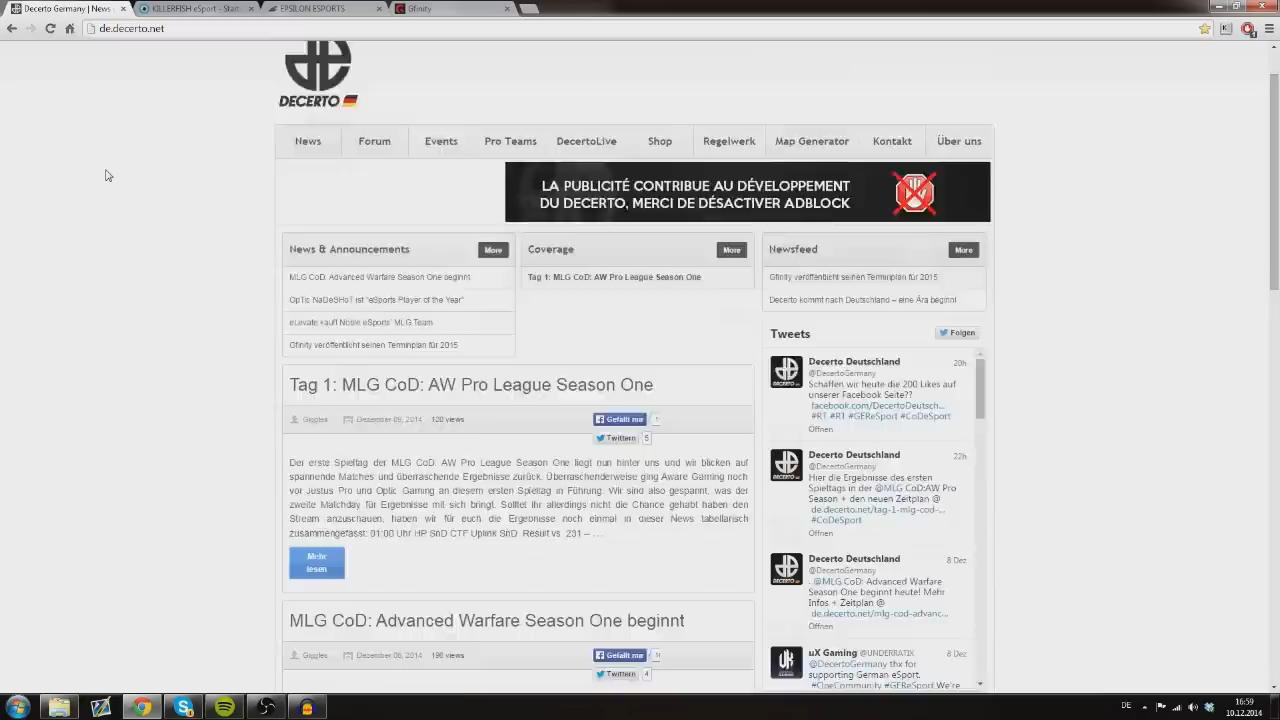 Decerto Germany | News
KILLERFISH eSport - Start
EPSILON ESPORTS
Gfinity
de.decerto.net
DECERTO
News
Forum
Events
Pro Teams
DecertoLive
Shop
Regelwerk
Map Generator
Kontakt
Über uns
LA PUBLICITÉ CONTRIBUE AU DÉVELOPPEMENT
DU DECERTO, MERCI DE DÉSACTIVER ADBLOCK
News & Announcements
More
MLG CoD: Advanced Warfare Season One beginnt
OpTic NaDeSHoT ist "eSports Player of the Year"
eLevate kauft Noble eSports' MLG Team
Gfinity veröffentlicht seinen Terminplan für 2015
Coverage
More
Tag 1: MLG CoD: AW Pro League Season One
Newsfeed
More
Gfinity veröffentlicht seinen Terminplan für 2015
Decerto kommt nach Deutschland – eine Ära beginnt
Tag 1: MLG CoD: AW Pro League Season One
Giggles
Dezember 09, 2014
120 views
Gefällt mir
Twittern
5
Der erste Spieltag der MLG CoD: AW Pro League Season One liegt nun hinter uns und wir blicken auf
spannende Matches und überraschende Ergebnisse zurück. Überraschenderweise ging Aware Gaming noch
vor Justus Pro und Optic Gaming an diesem ersten Spieltag in Führung. Wir sind also gespannt, was der
zweite Matchday für Ergebnisse mit sich bringt. Solltet ihr allerdings nicht die Chance gehabt haben den
Stream anzuschauen, haben wir für euch die Ergebnisse noch einmal in dieser News tabellarisch
zusammengefasst: 01:00 Uhr HP SnD CTF Uplink SnD Result vs. 231 – …
Mehr
lesen
MLG CoD: Advanced Warfare Season One beginnt
Giggles
Dezember 08, 2014
190 views
Gefällt mir
Twittern
4
Tweets
Folgen
Decerto Deutschland
20h
@DecertoGermany
Schaffen wir heute die 200 Likes auf
unserer Facebook Seite??
facebook.com/DecertoDeutsch...
#RT #RT #GEReSport #CoDeSport
Öffnen
Decerto Deutschland
22h
@DecertoGermany
Hier die Ergebnisse des ersten
Spieltags in der @MLG CoD:AW Pro
Season + den neuen Zeitplan @
de.decerto.net/tag-1-mlg-cod-...
#CoDeSport
Öffnen
Decerto Deutschland
8 Dez
@DecertoGermany
. @MLG CoD: Advanced Warfare
Season One beginnt heute! Mehr
Infos + Zeitplan @
de.decerto.net/mlg-cod-advanc...
Öffnen
uX Gaming @UNDERRATIX
8 Dez
@DecertoGermany thx for
supporting German eSport.
#OneCommunity #GEReSport We're
DE
16:59
10.12.2014